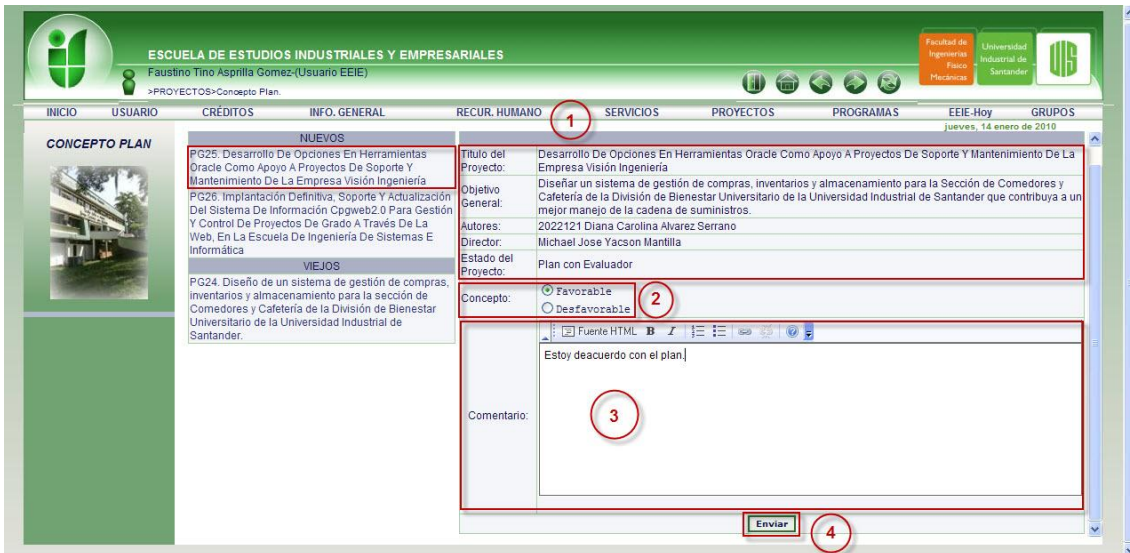 ESCUELA DE ESTUDIOS INDUSTRIALES Y EMPRESARIALES
Faustino Tino Asprilla Gomez-(Usuario EEIE)
>PROYECTOS>Concepto Plan.
Facultad de
Ingenierías
Físico
Mecánicas
Universidad
Industrial de
Santander
UIS
INICIO USUARIO CRÉDITOS INFO. GENERAL RECUR. HUMANO SERVICIOS PROYECTOS PROGRAMAS EEIE-Hoy GRUPOS
jueves, 14 enero de 2010
CONCEPTO PLAN
NUEVOS
PG25. Desarrollo De Opciones En Herramientas
Oracle Como Apoyo A Proyectos De Soporte Y
Mantenimiento De La Empresa Visión Ingeniería
PG26. Implantación Definitiva, Soporte Y Actualización
Del Sistema De Información Cpgweb2.0 Para Gestión
Y Control De Proyectos De Grado A Través De La
Web, En La Escuela De Ingeniería De Sistemas E
Informática
VIEJOS
PG24. Diseño de un sistema de gestión de compras,
inventarios y almacenamiento para la sección de
Comedores y Cafetería de la División de Bienestar
Universitario de la Universidad Industrial de
Santander.
1
Titulo del
Proyecto:
Desarrollo De Opciones En Herramientas Oracle Como Apoyo A Proyectos De Soporte Y Mantenimiento De La
Empresa Visión Ingeniería
Objetivo
General:
Diseñar un sistema de gestión de compras, inventarios y almacenamiento para la Sección de Comedores y
Cafetería de la División de Bienestar Universitario de la Universidad Industrial de Santander que contribuya a un
mejor manejo de la cadena de suministros.
Autores: 2022121 Diana Carolina Alvarez Serrano
Director: Michael Jose Yacson Mantilla
Estado del
Proyecto:
Plan con Evaluador
Concepto:
Favorable
Desfavorable
2
Fuente HTML B I
Estoy deacuerdo con el plan.
Comentario:
3
Enviar
4